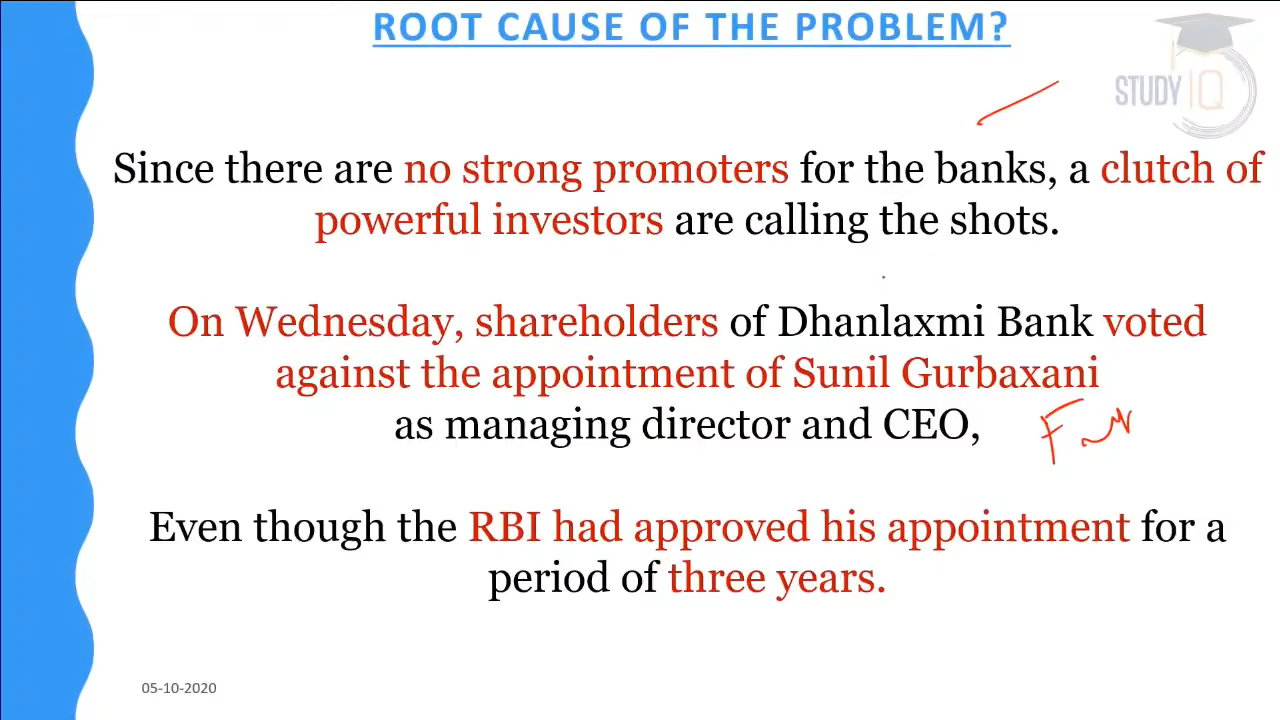 ROOT CAUSE OF THE PROBLEM?
STUDY IQ
Since there are no strong promoters for the banks, a clutch of
powerful investors are calling the shots.
On Wednesday, shareholders of Dhanlaxmi Bank voted
against the appointment of Sunil Gurbaxani
as managing director and CEO,
Even though the RBI had approved his appointment for a
period of three years.
05-10-2020